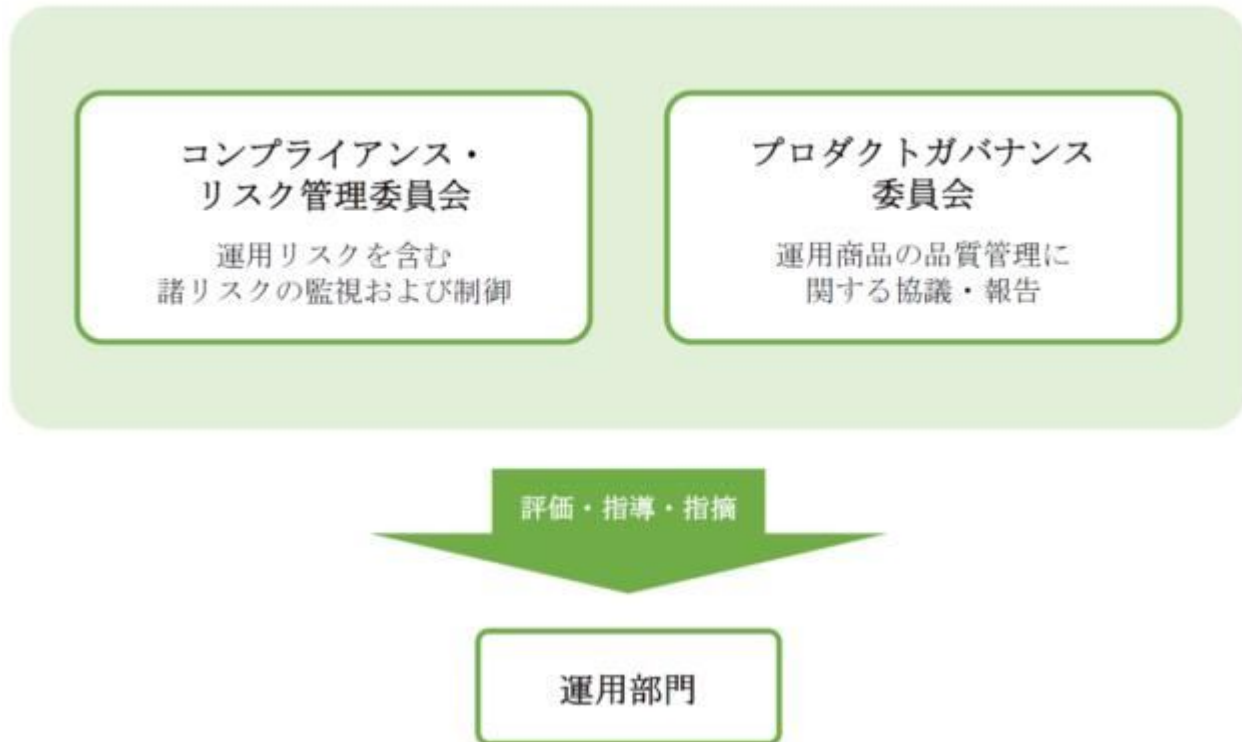 コンプライアンス・
リスク管理委員会
運用リスクを含む
諸リスクの監視および制御
プロダクトガバナンス
委員会
運用商品の品質管理に
関する協議・報告
評価・指導・指摘
運用部門